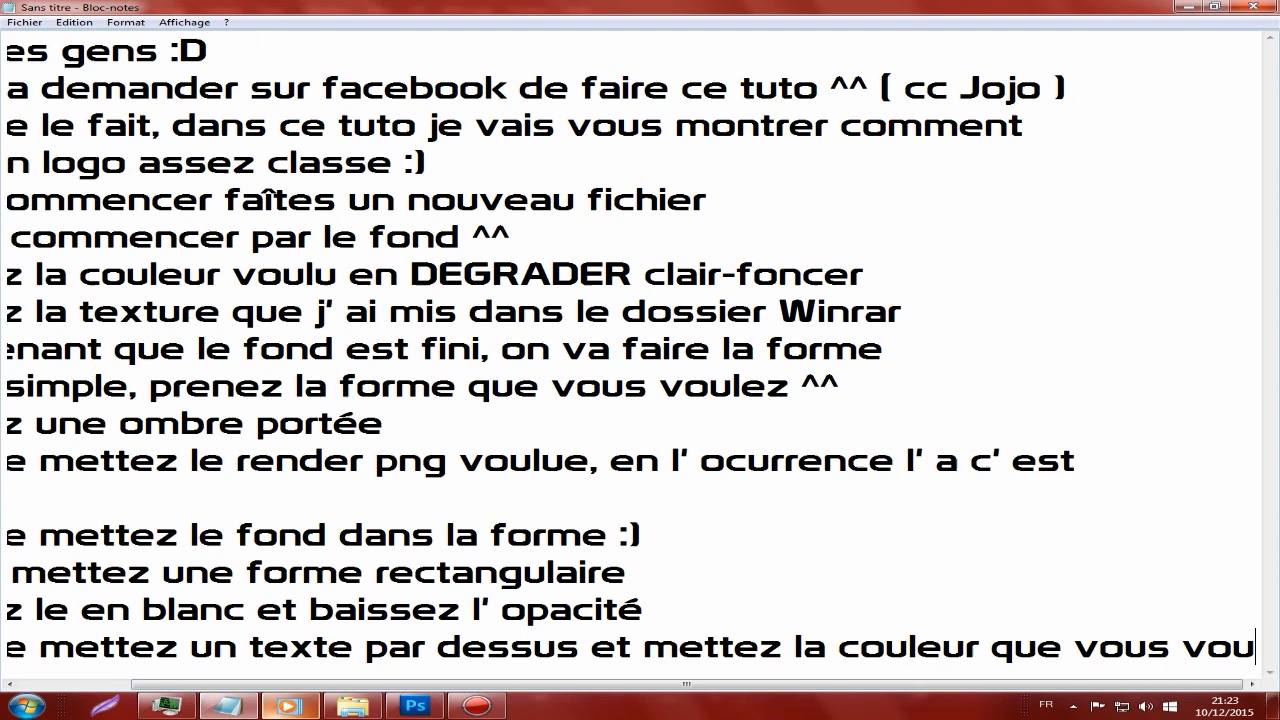 Sans titre - Bloc-notes
Fichier Edition Format Affichage ?
es gens :D
a demander sur facebook de faire ce tuto ^^ ( cc Jojo )
e le fait, dans ce tuto je vais vous montrer comment
n logo assez classe :)
ommencer faîtes un nouveau fichier
commencer par le fond ^^
z la couleur voulu en DEGRADER clair-foncer
z la texture que j' ai mis dans le dossier Winrar
enant que le fond est fini, on va faire la forme
simple, prenez la forme que vous voulez ^^
z une ombre portée
e mettez le render png voulue, en l' ocurrence l' a c' est
e mettez le fond dans la forme :)
mettez une forme rectangulaire
z le en blanc et baissez l' opacité
e mettez un texte par dessus et mettez la couleur que vous vou
Ps
FR
21:23
10/12/2015